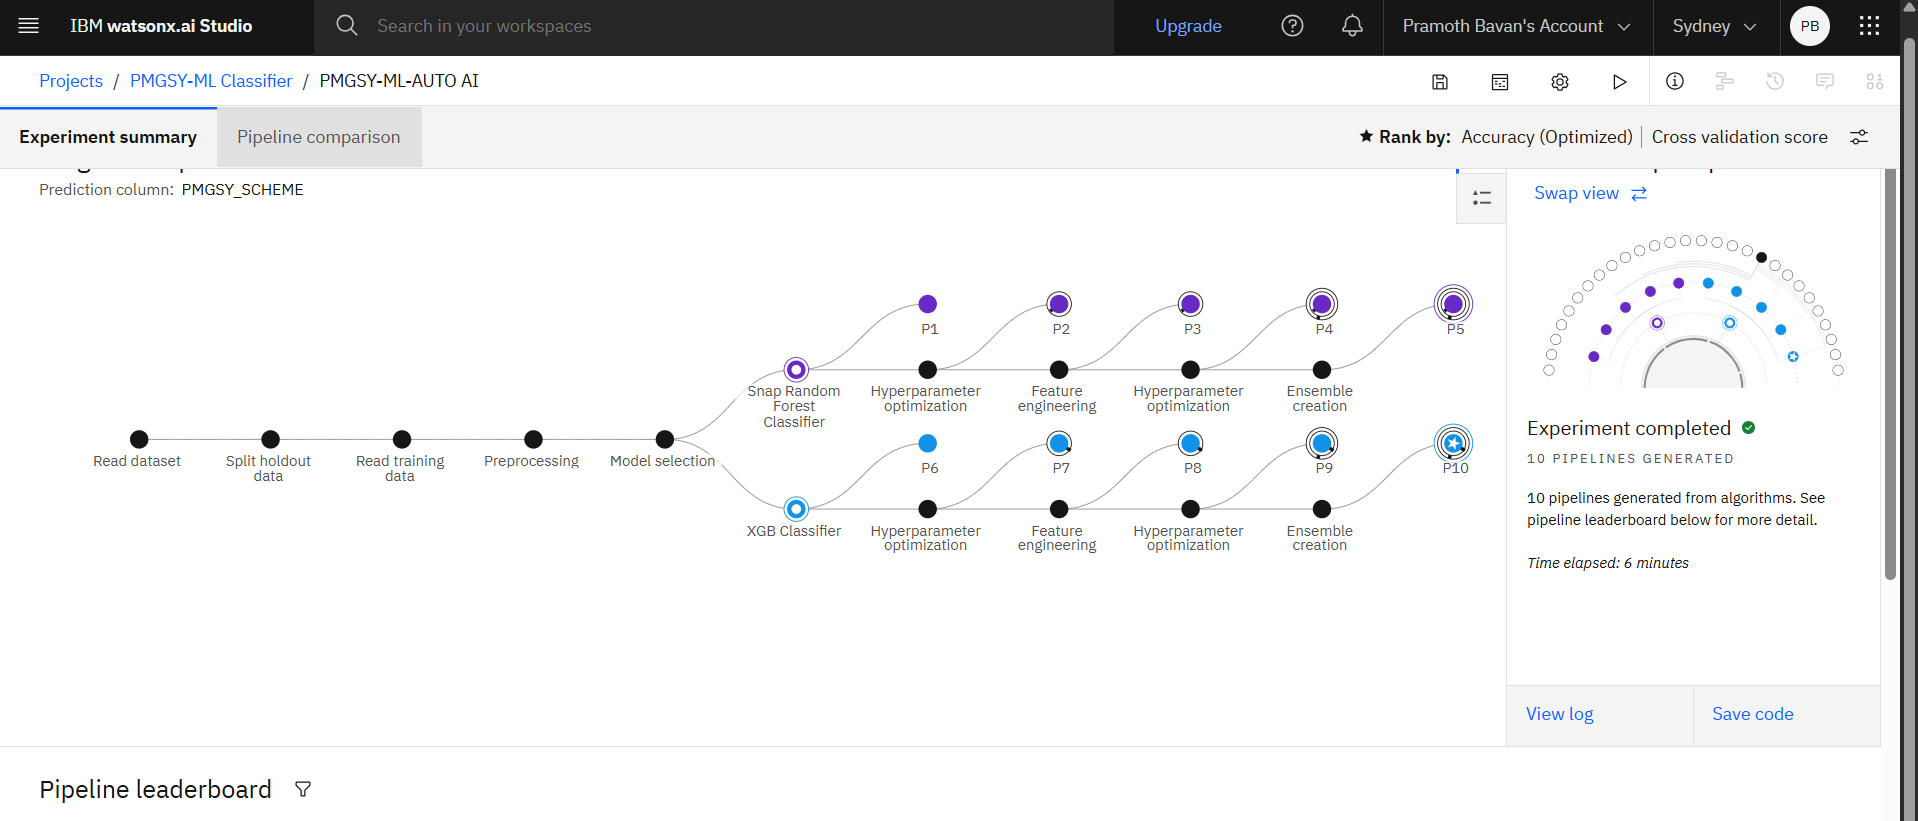 IBM watsonx.ai Studio
Search in your workspaces
Upgrade
Pramoth Bavan's Account
Sydney
PB
Projects / PMGSY-ML Classifier / PMGSY-ML-AUTO AI
Experiment summary
Pipeline comparison
Rank by: Accuracy (Optimized) | Cross validation score
Prediction column: PMGSY_SCHEME
Swap view
P1
P2
P3
P4
P5
Snap Random
Forest
Classifier
Hyperparameter
optimization
Feature
engineering
Hyperparameter
optimization
Ensemble
creation
Read dataset
Split holdout
data
Read training
data
Preprocessing
Model selection
P6
P7
P8
P9
P10
XGB Classifier
Hyperparameter
optimization
Feature
engineering
Hyperparameter
optimization
Ensemble
creation
Experiment completed
10 PIPELINES GENERATED
10 pipelines generated from algorithms. See
pipeline leaderboard below for more detail.
Time elapsed: 6 minutes
View log
Save code
Pipeline leaderboard